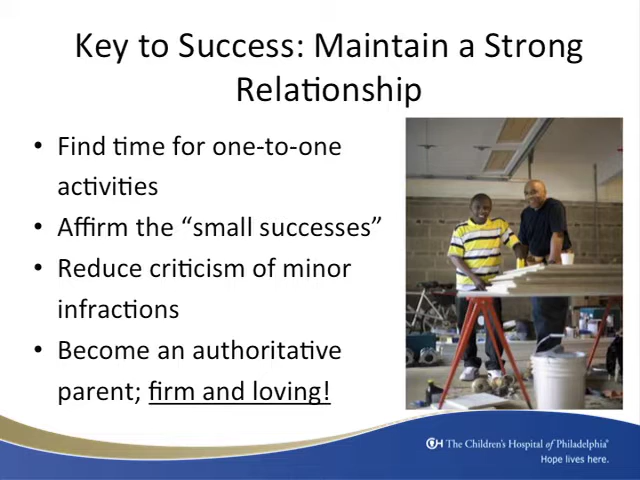 Key to Success: Maintain a Strong
Relationship
• Find time for one-to-one
activities
• Affirm the “small successes”
• Reduce criticism of minor
infractions
• Become an authoritative
parent; firm and loving!
The Children's Hospital of Philadelphia®
Hope lives here.